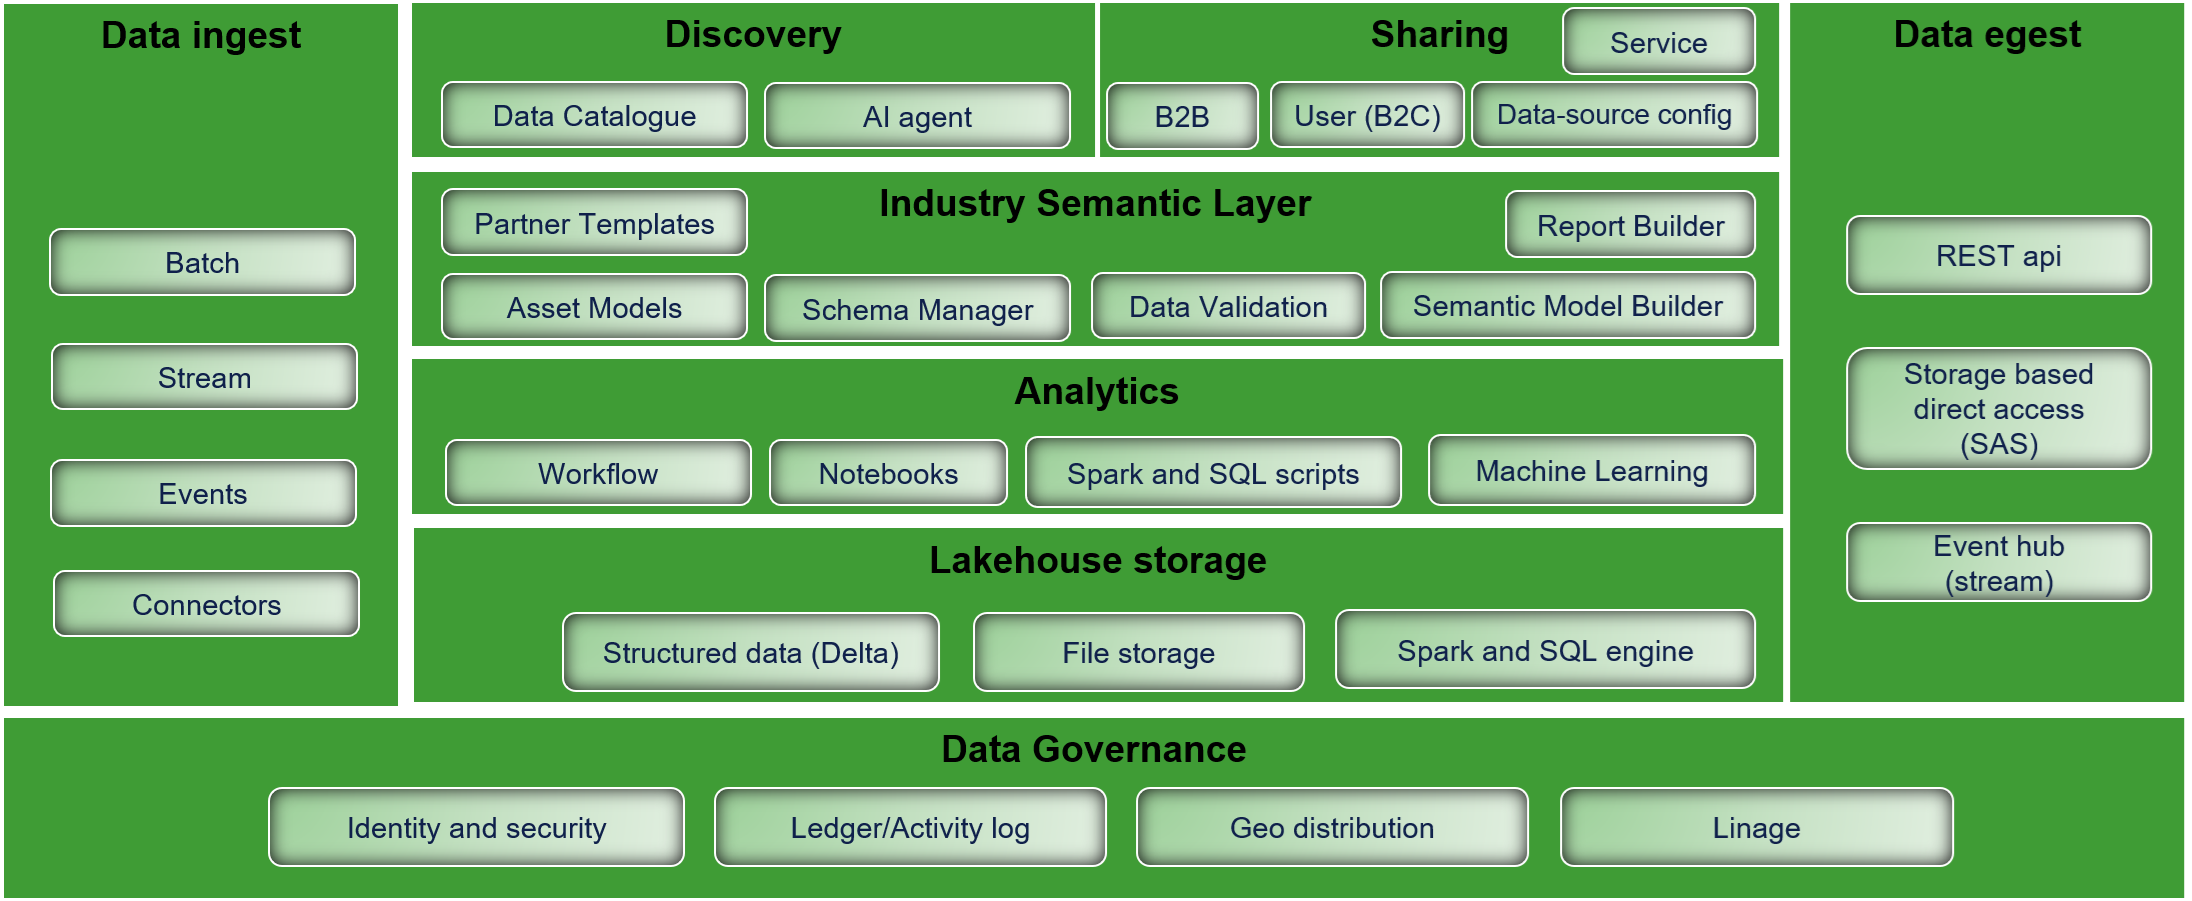 Data ingest
Batch
Stream
Events
Connectors
Discovery
Data Catalogue
AI agent
Sharing
Service
B2B
User (B2C)
Data-source config
Industry Semantic Layer
Partner Templates
Report Builder
Asset Models
Schema Manager
Data Validation
Semantic Model Builder
Analytics
Workflow
Notebooks
Spark and SQL scripts
Machine Learning
Lakehouse storage
Structured data (Delta)
File storage
Spark and SQL engine
Data egest
REST api
Storage based
direct access
(SAS)
Event hub
(stream)
Data Governance
Identity and security
Ledger/Activity log
Geo distribution
Linage